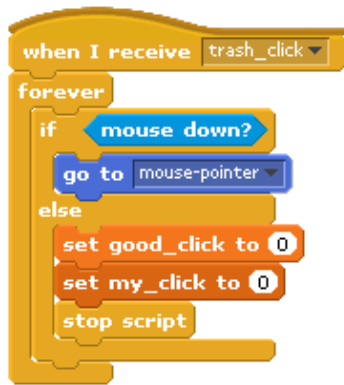 when I receive trash_click
forever
if mouse down?
go to mouse-pointer
else
set good_click to 0
set my_click to 0
stop script